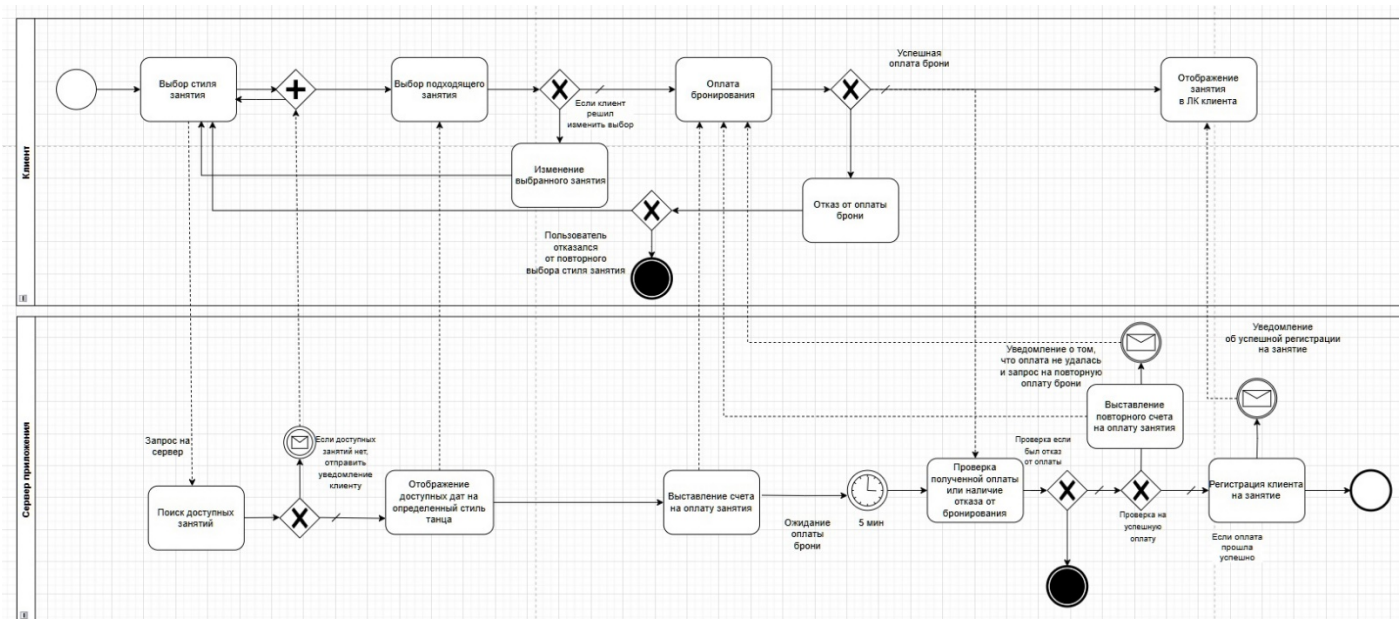 Клиент
Выбор стиля
занятия
Выбор подходящего
занятия
Если клиент
решил
изменить выбор
Изменение
выбранного занятия
Оплата
бронирования
Успешная
оплата брони
Отображение
занятия
в ЛК клиента
Отказ от оплаты
брони
Пользователь
отказался
от повторного
выбора стиля занятия
Сервер приложения
Запрос на
сервер
Поиск доступных
занятий
Если доступных
занятий нет,
отправить
уведомление
клиенту
Отображение
доступных дат на
определенный стиль
танца
Выставление счета
на оплату занятия
Ожидание
оплаты
брони
5 мин
Проверка
полученной оплаты
или наличие
отказа от
бронирования
Проверка если
был отказ
от оплаты
Уведомление о том,
что оплата не удалась
и запрос на повторную
оплату брони
Выставление
повторного счета
на оплату занятия
Проверка на
успешную
оплату
Уведомление
об успешной регистрации
на занятие
Регистрация клиента
на занятие
Если оплата
прошла
успешно